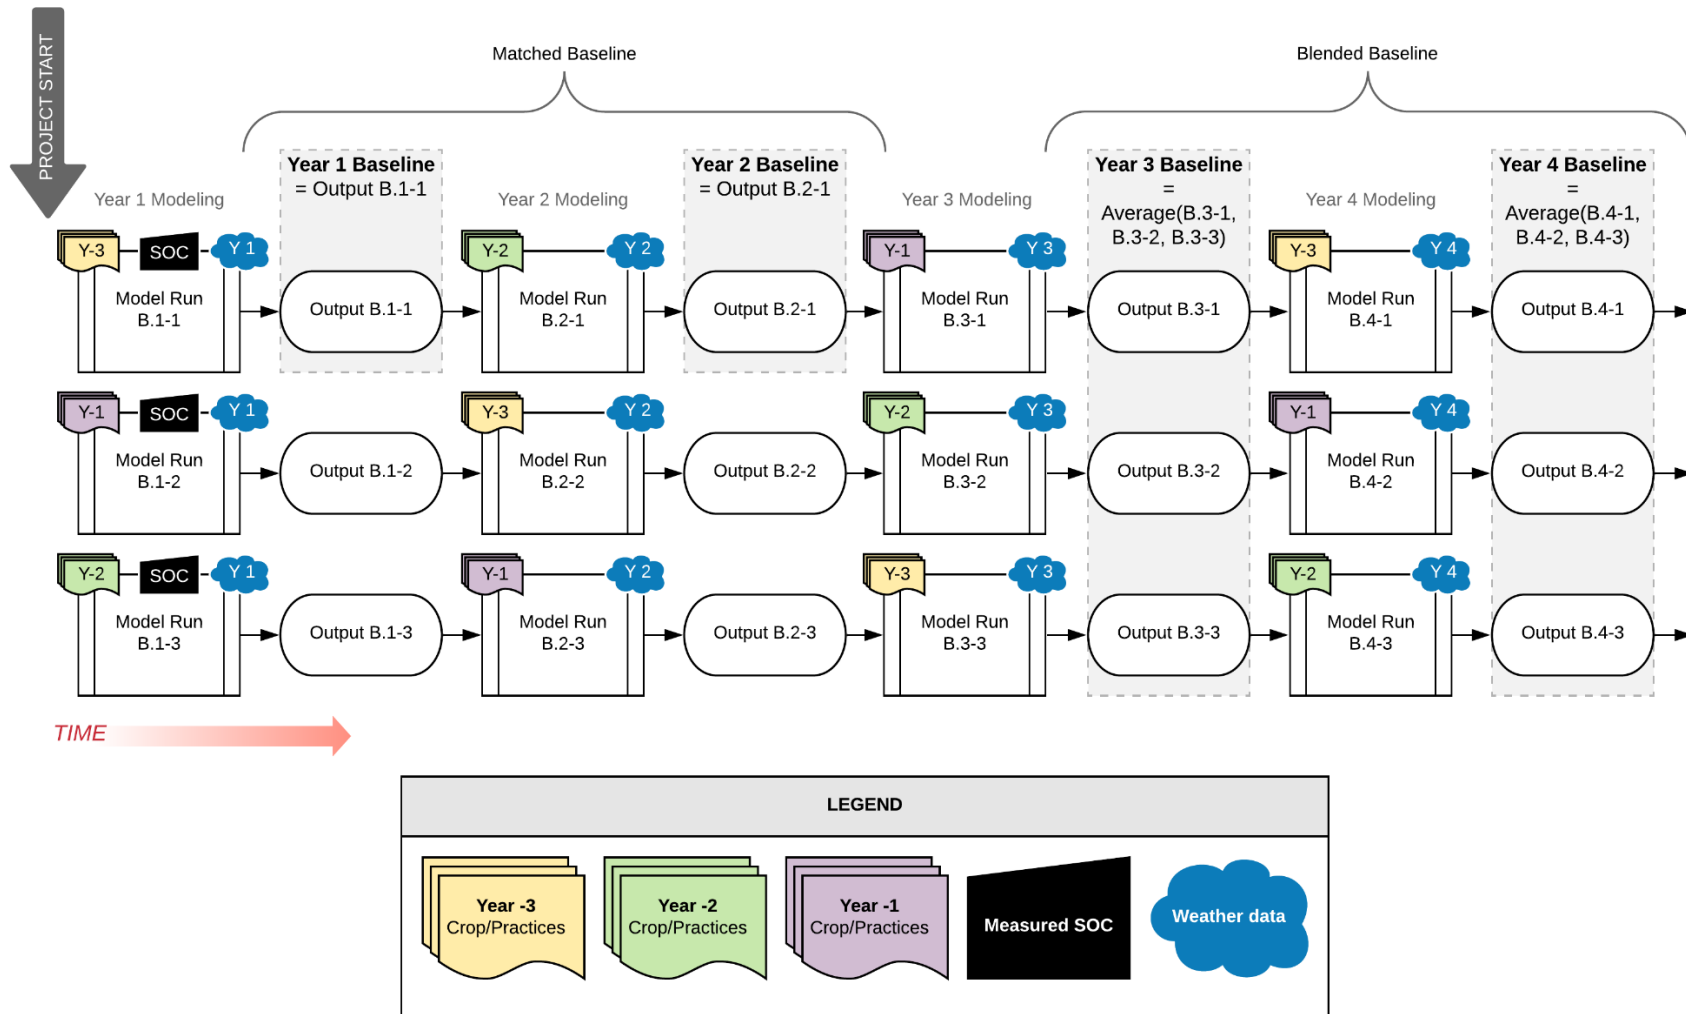 PROJECT START
Matched Baseline
Blended Baseline
Year 1 Modeling
Year 1 Baseline
= Output B.1-1
Year 2 Modeling
Year 2 Baseline
= Output B.2-1
Year 3 Modeling
Year 3 Baseline
=
Average(B.3-1,
B.3-2, B.3-3)
Year 4 Modeling
Year 4 Baseline
=
Average(B.4-1,
B.4-2, B.4-3)
Y-3
SOC
Y 1
Model Run
B.1-1
Output B.1-1
Y-2
Y 2
Model Run
B.2-1
Output B.2-1
Y-1
Y 3
Model Run
B.3-1
Output B.3-1
Y-3
Y 4
Model Run
B.4-1
Output B.4-1
Y-1
SOC
Y 1
Model Run
B.1-2
Output B.1-2
Y-3
Y 2
Model Run
B.2-2
Output B.2-2
Y-2
Y 3
Model Run
B.3-2
Output B.3-2
Y-1
Y 4
Model Run
B.4-2
Output B.4-2
Y-2
SOC
Y 1
Model Run
B.1-3
Output B.1-3
Y-1
Y 2
Model Run
B.2-3
Output B.2-3
Y-3
Y 3
Model Run
B.3-3
Output B.3-3
Y-2
Y 4
Model Run
B.4-3
Output B.4-3
TIME
LEGEND
Year -3
Crop/Practices
Year -2
Crop/Practices
Year -1
Crop/Practices
Measured SOC
Weather data